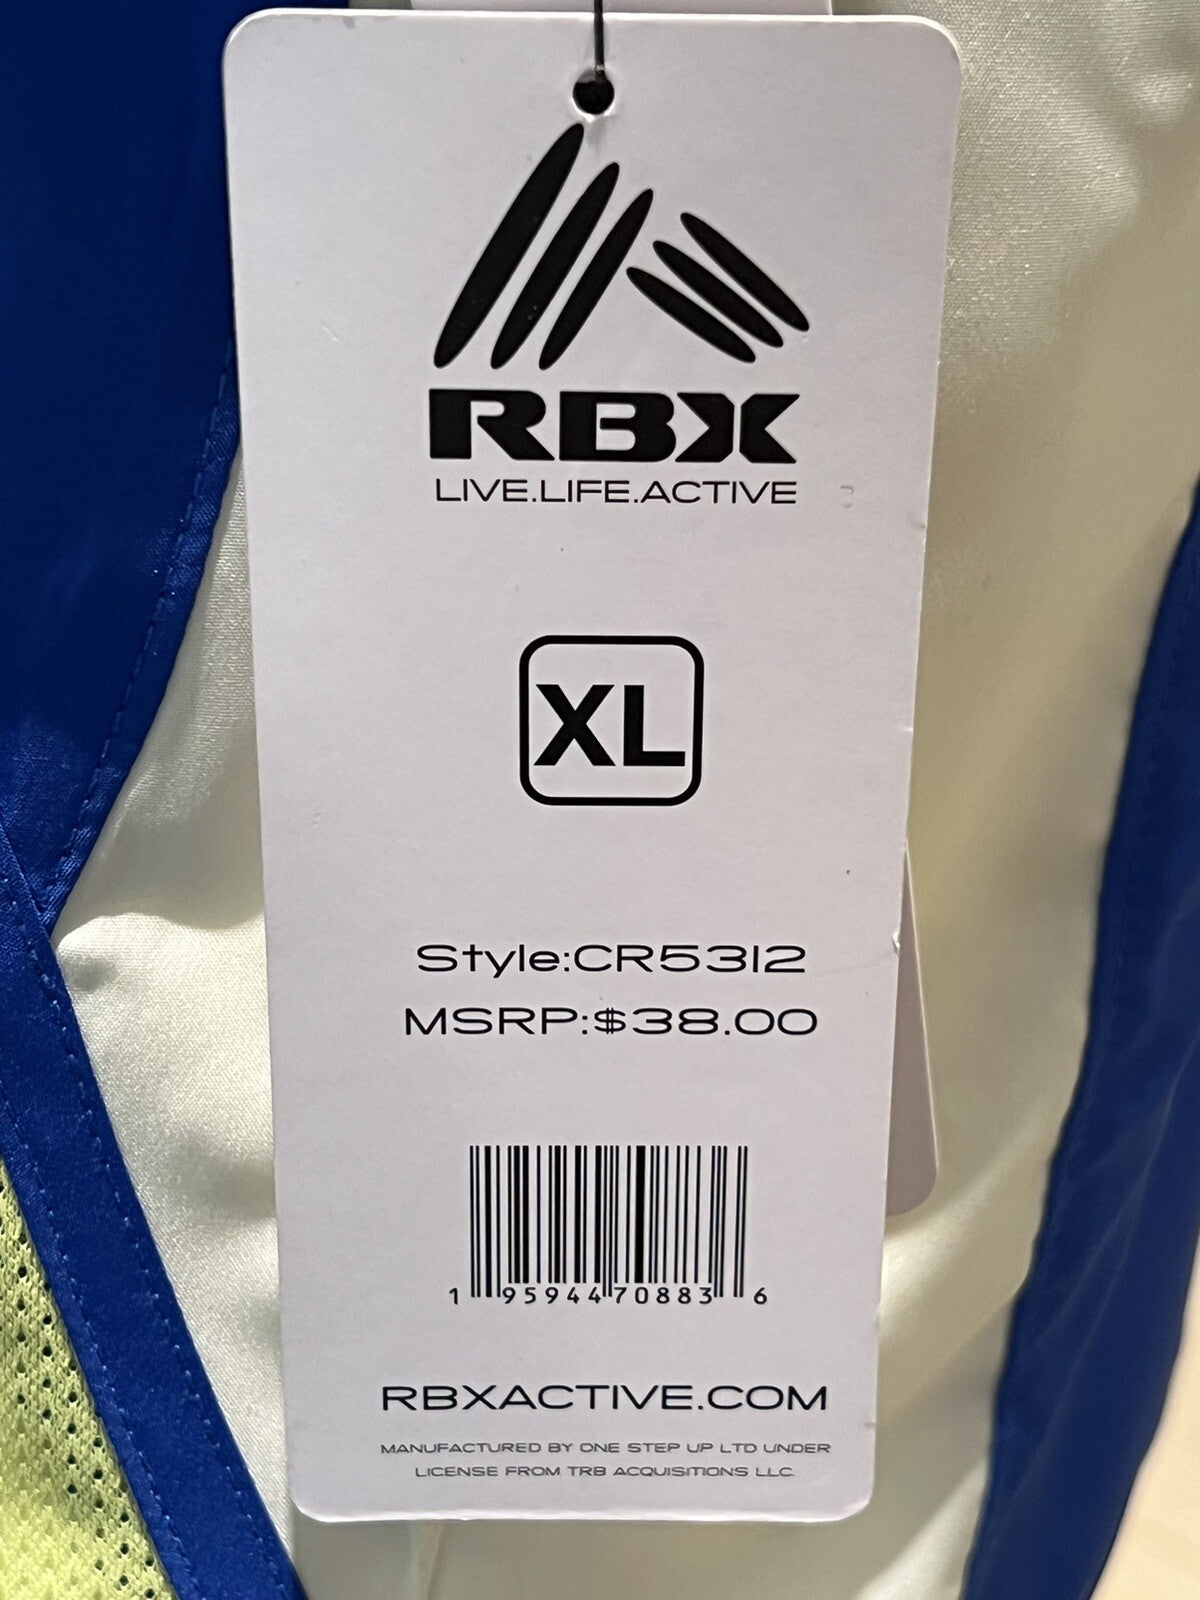 RBX
LIVE.LIFE.ACTIVE
XL
Style:CR5312
MSRP:$38.00
1 95944 70883 6
RBXACTIVE.COM
MANUFACTURED BY ONE STEP UP LTD UNDER
LICENSE FROM TRB ACQUISITIONS LLC.